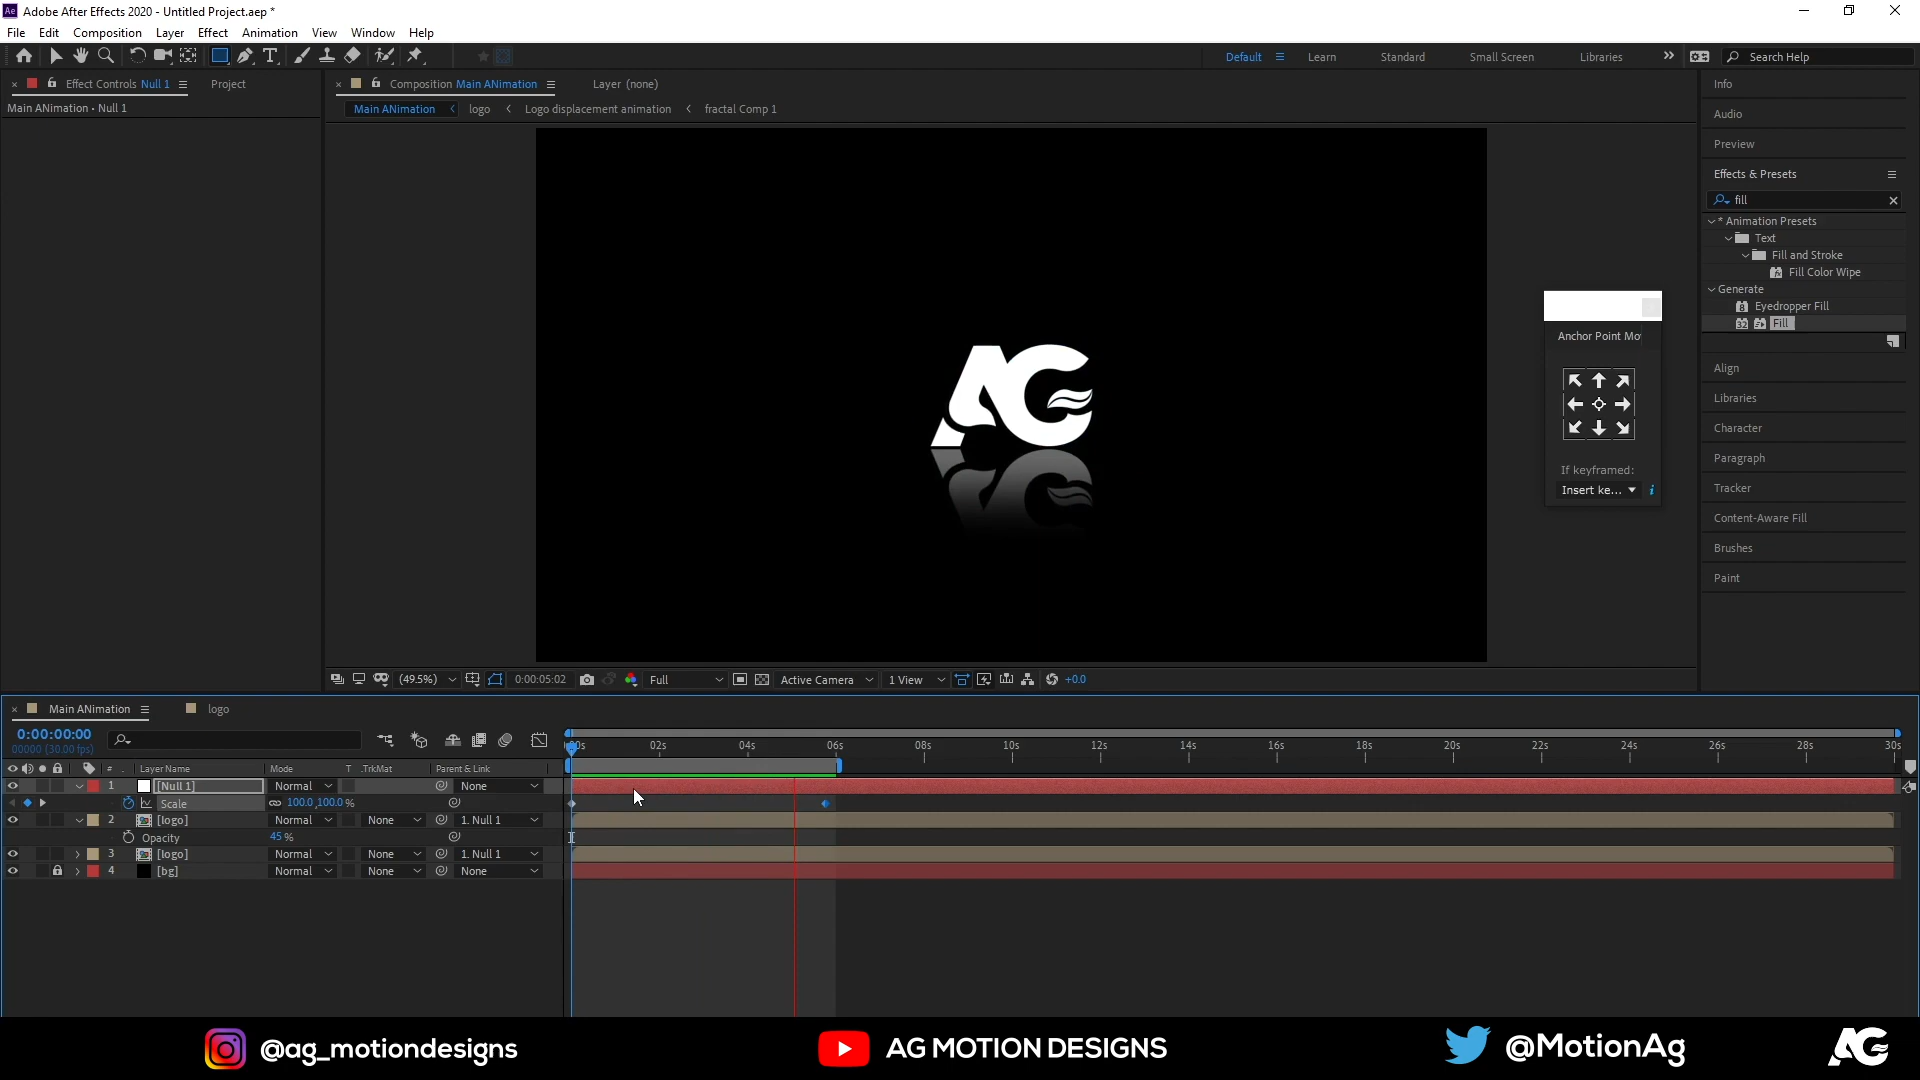 Ae Adobe After Effects 2020 - Untitled Project.aep *
File Edit Composition Layer Effect Animation View Window Help
Default Learn Standard Small Screen Libraries Search Help
Effect Controls Null 1 Project
Main ANimation • Null 1
Composition Main ANimation Layer (none)
Main ANimation logo Logo displacement animation fractal Comp 1
AG
Info
Audio
Preview
Effects & Presets
fill
* Animation Presets
Text
Fill and Stroke
Fill Color Wipe
Generate
Eyedropper Fill
32 Fill
Align
Libraries
Character
Paragraph
Tracker
Content-Aware Fill
Brushes
Paint
Anchor Point Mo
If keyframed:
Insert ke... i
(49.5%) 0:00:05:02 Full Active Camera 1 View +0.0
Main ANimation logo
0:00:00:00
00000 (30.00 fps)
02s 04s 06s 08s 10s 12s 14s 16s 18s 20s 22s 24s 26s 28s 30s
# Layer Name Mode T .TrkMat Parent & Link
1 [Null 1] Normal None
Scale 100.0,100.0%
2 [logo] Normal None 1. Null 1
Opacity 45%
3 [logo] Normal None 1. Null 1
4 [bg] Normal None None
@ag_motiondesigns AG MOTION DESIGNS @MotionAg AG